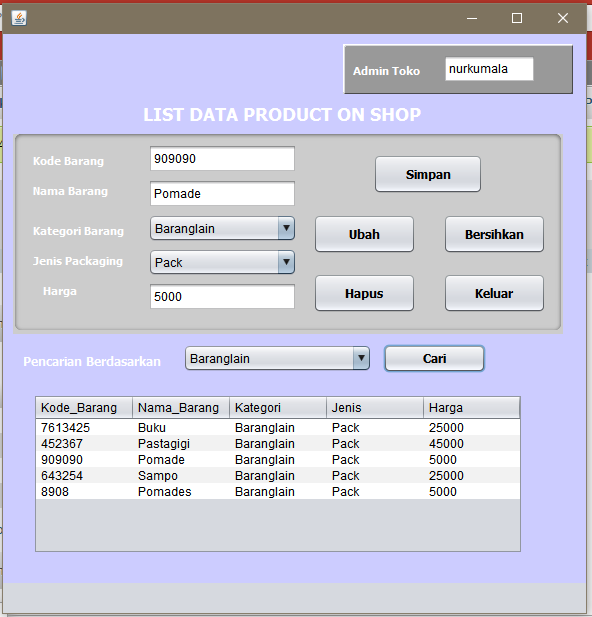 Admin Toko nurkumala
LIST DATA PRODUCT ON SHOP
Kode Barang 909090
Simpan
Nama Barang Pomade
Kategori Barang Baranglain Ubah Bersihkan
Jenis Packaging Pack
Harga 5000 Hapus Keluar
Pencarian Berdasarkan Baranglain Cari
Kode_Barang Nama_Barang Kategori Jenis Harga
7613425 Buku Baranglain Pack 25000
452367 Pastagigi Baranglain Pack 45000
909090 Pomade Baranglain Pack 5000
643254 Sampo Baranglain Pack 25000
8908 Pomades Baranglain Pack 5000